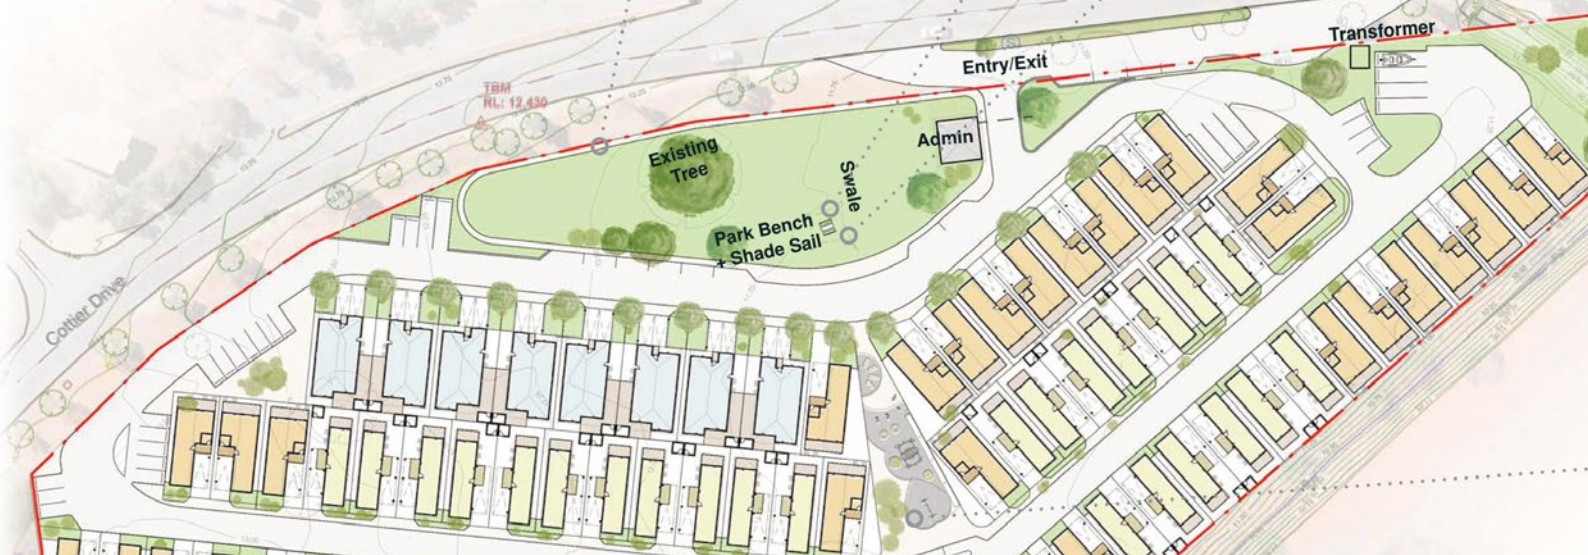 Transformer
Entry/Exit
TBM
RL: 12.430
Existing
Tree
Admin
Swale
Park Bench
+ Shade Sail
Cottier Drive